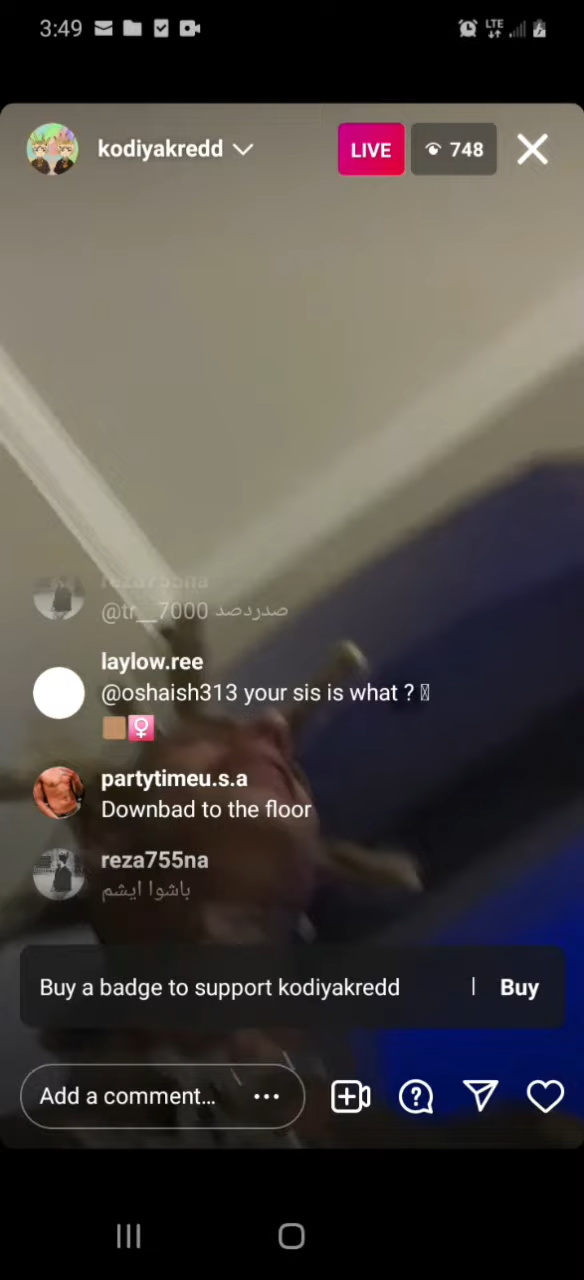 3:49
LTE
kodiyakredd
LIVE
748
reza755na
@tr__7000 صدردصد
laylow.ree
@oshaish313 your sis is what ?
partytimeu.s.a
Downbad to the floor
reza755na
باشوا ایشم
Buy a badge to support kodiyakredd | Buy
Add a comment...